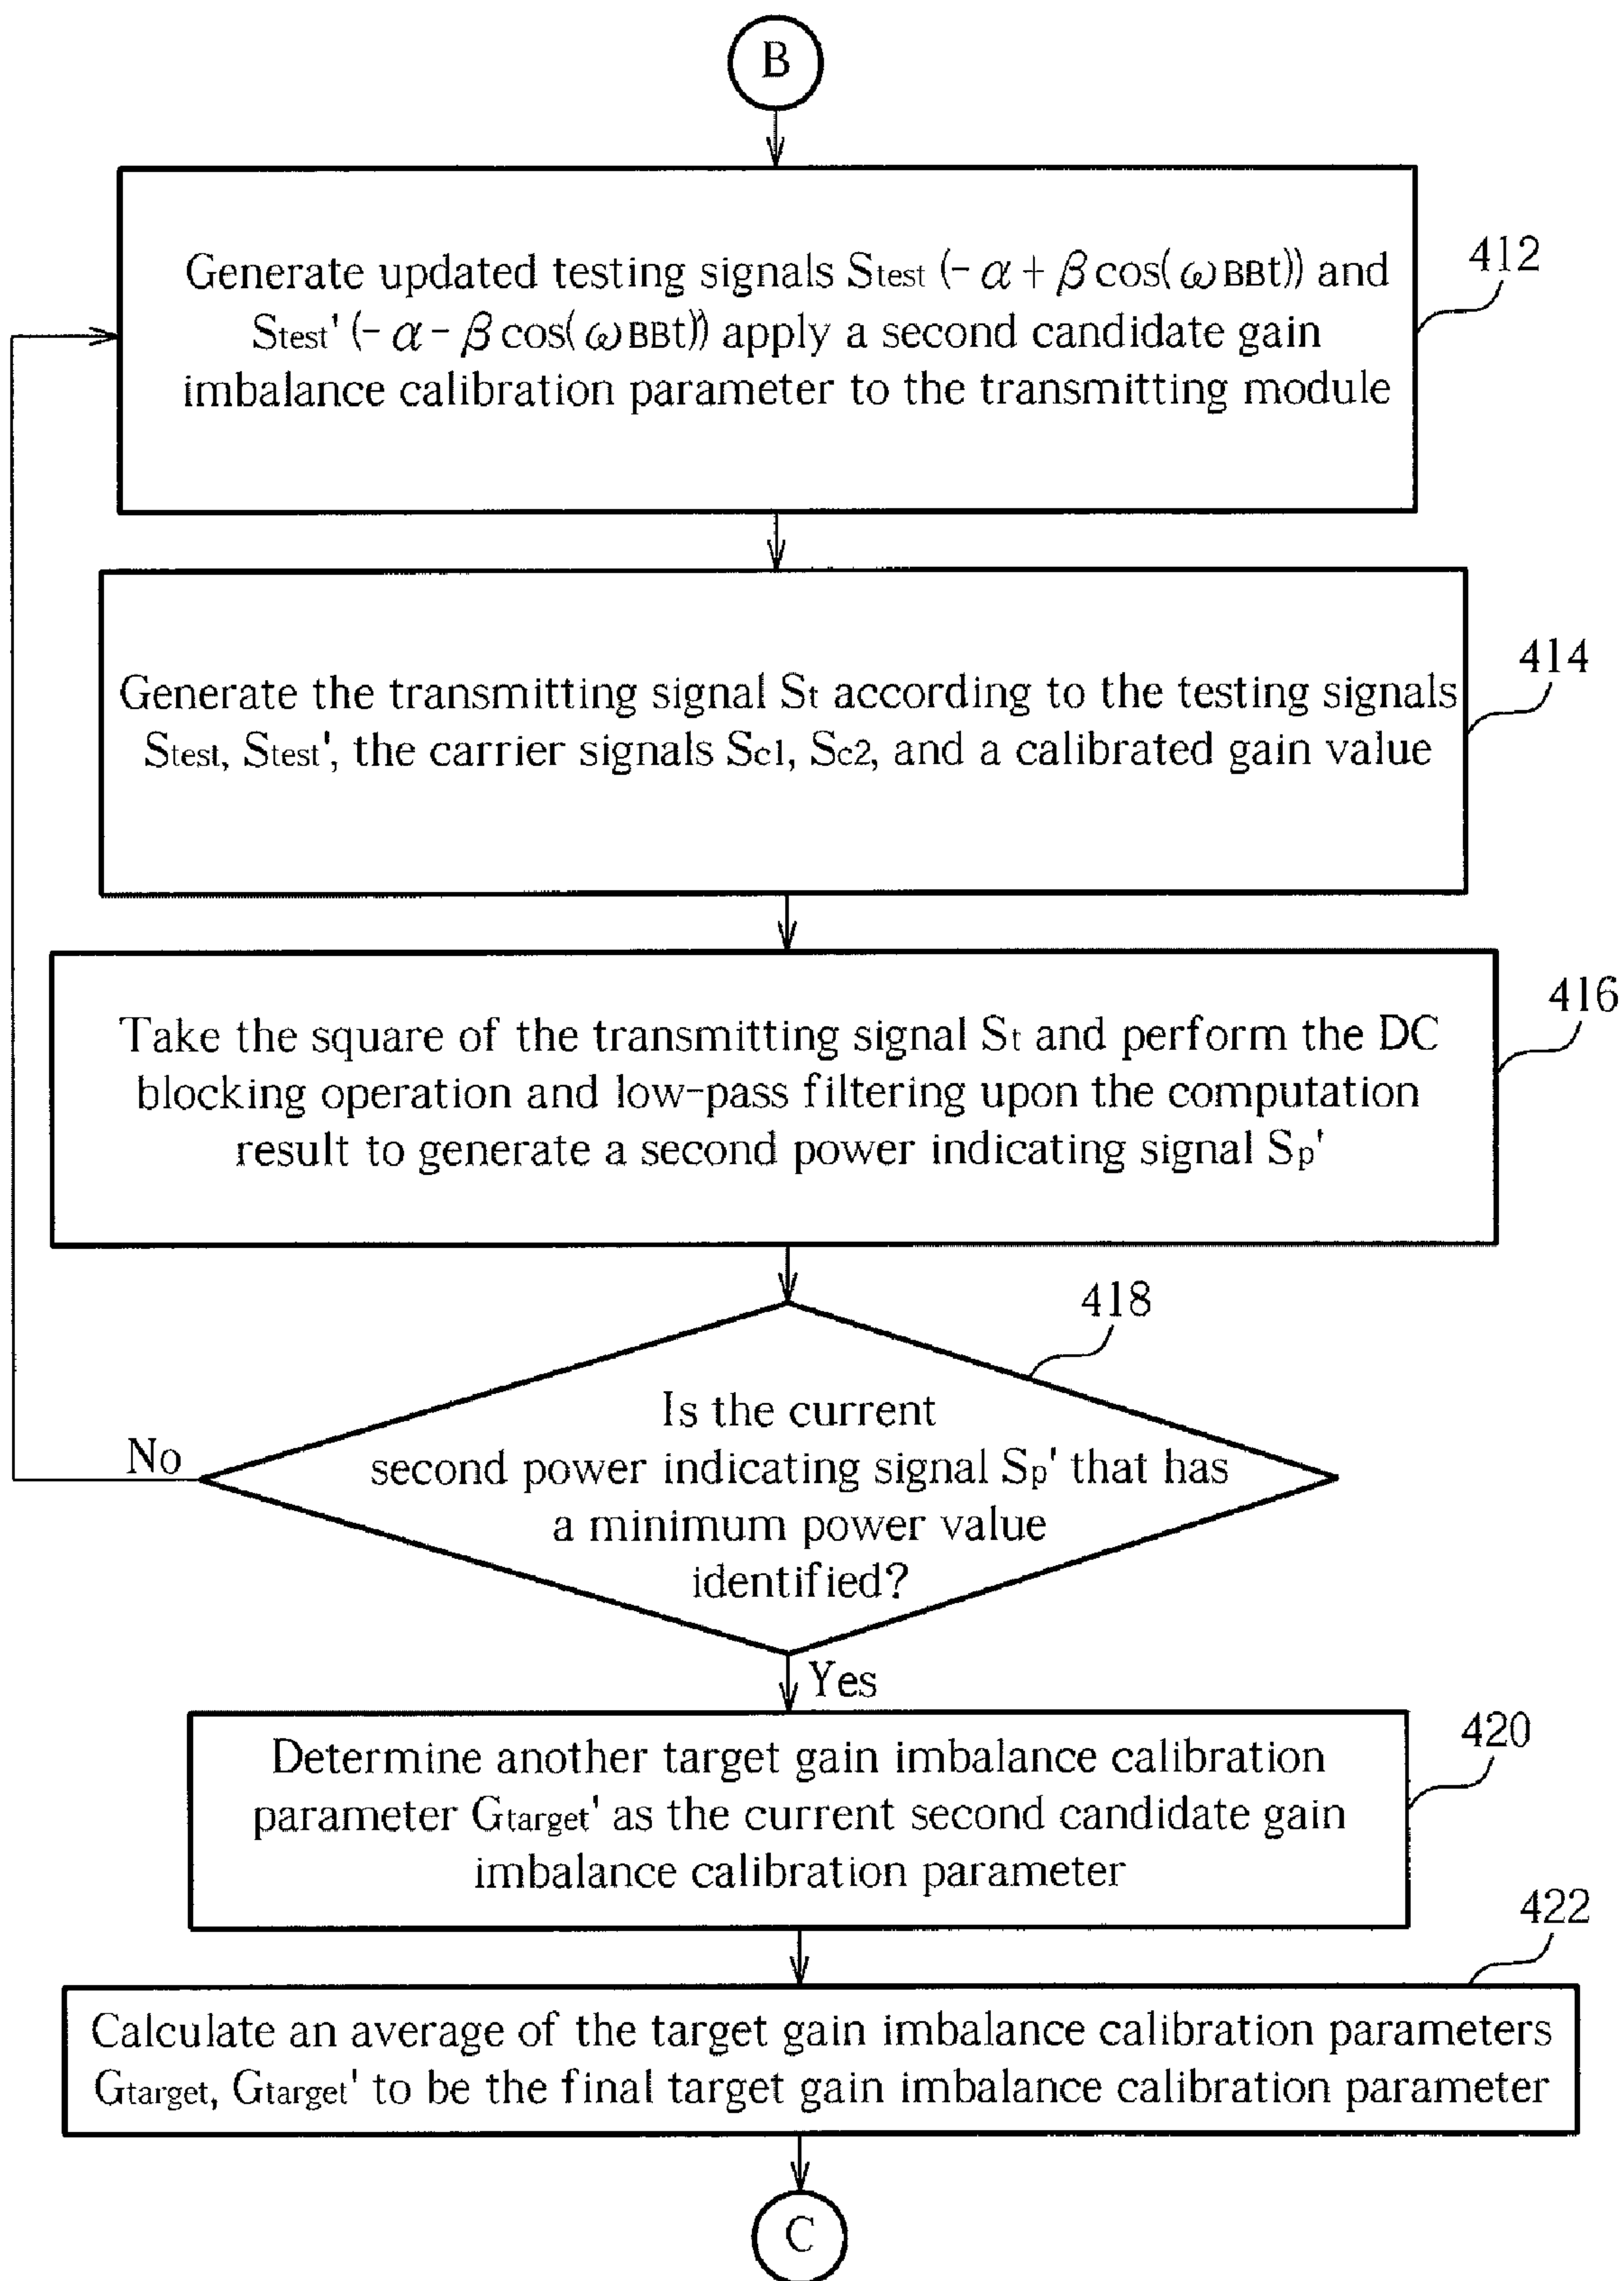 B
Generate updated testing signals Stest (- α + β cos( ω BBt)) and
Stest' (- α - β cos( ω BBt)) apply a second candidate gain
imbalance calibration parameter to the transmitting module
412
Generate the transmitting signal St according to the testing signals
Stest, Stest', the carrier signals Sc1, Sc2, and a calibrated gain value
414
Take the square of the transmitting signal St and perform the DC
blocking operation and low-pass filtering upon the computation
result to generate a second power indicating signal Sp'
416
Is the current
second power indicating signal Sp' that has
a minimum power value
identified?
418
No
Yes
Determine another target gain imbalance calibration
parameter Gtarget' as the current second candidate gain
imbalance calibration parameter
420
Calculate an average of the target gain imbalance calibration parameters
Gtarget, Gtarget' to be the final target gain imbalance calibration parameter
422
C